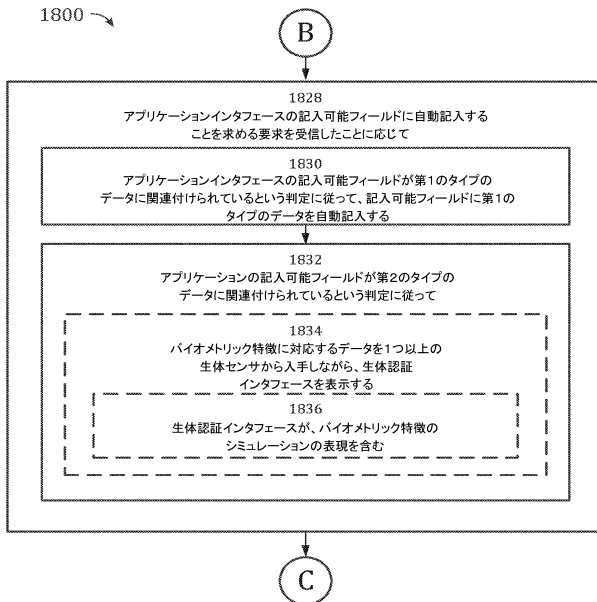 1800
B
1828
アプリケーションインタフェースの記入可能フィールドに自動記入する
ことを求める要求を受信したことに応じて
1830
アプリケーションインタフェースの記入可能フィールドが第1のタイプの
データに関連付けられているという判定に従って、記入可能フィールドに第1の
タイプのデータを自動記入する
1832
アプリケーションの記入可能フィールドが第2のタイプの
データに関連付けられているという判定に従って
1834
バイオメトリック特徴に対応するデータを1つ以上の
生体センサから入手しながら、生体認証
インタフェースを表示する
1836
生体認証インタフェースが、バイオメトリック特徴の
シミュレーションの表現を含む
C